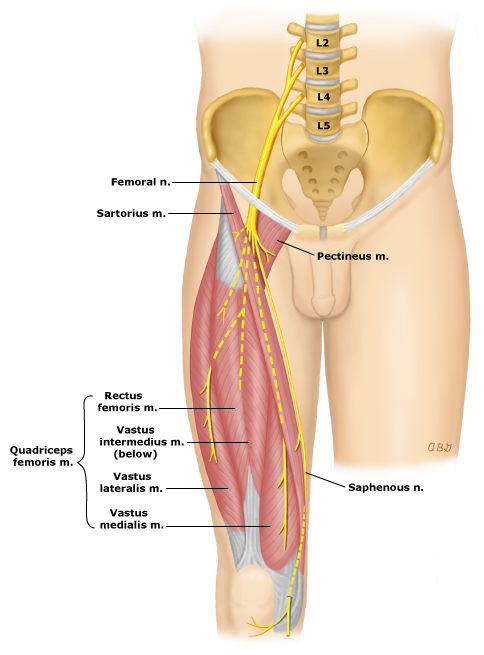 L2
L3
L4
L5
Femoral n.
Sartorius m.
Pectineus m.
Rectus
femoris m.
Vastus
intermedius m.
(below)
Quadriceps
femoris m.
Vastus
lateralis m.
Saphenous n.
Vastus
medialis m.